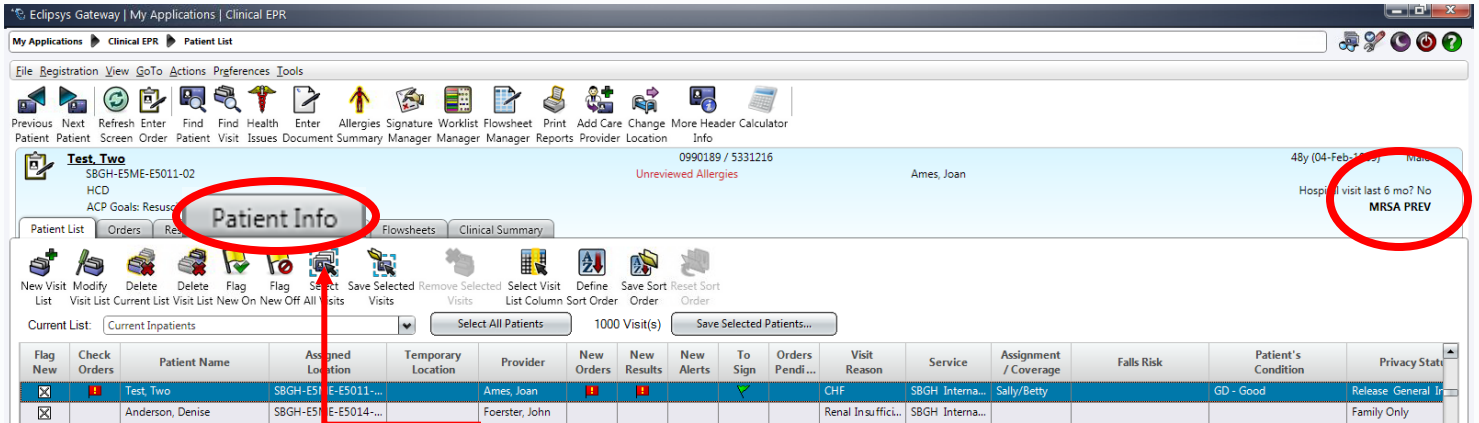 Eclipsys Gateway | My Applications | Clinical EPR
My Applications Clinical EPR Patient List
File Registration View GoTo Actions Preferences Tools
Previous Patient Next Patient Refresh Screen Enter Order Find Patient Find Visit Health Issues Enter Document Allergies Summary Signature Manager Worklist Manager Flowsheet Manager Print Reports Add Care Provider Change Location More Header Info Calculator
Test, Two 0990189 / 5331216 48y (04-Feb-
SBGH-E5ME-E5011-02 Unreviewed Allergies Ames, Joan
HCD Hospital visit last 6 mo? No
ACP Goals: MRSA PREV
Patient Info
Patient List Orders Flowsheets Clinical Summary
New Visit List Modify Visit List Delete Current List Delete Visit List Flag New On Flag New Off Select All Visits Save Selected Visits Remove Selected Visits Select Visit List Column Define Sort Order Save Sort Order Reset Sort Order
Current List: Current Inpatients Select All Patients 1000 Visit(s) Save Selected Patients...
Flag New Check Orders Patient Name Assigned Location Temporary Location Provider New Orders New Results New Alerts To Sign Orders Pendi... Visit Reason Service Assignment / Coverage Falls Risk Patient's Condition Privacy
Test, Two SBGH-E5ME-E5011-... Ames, Joan CHF SBGH Interna... Sally/Betty GD - Good Release General
Anderson, Denise SBGH-E5ME-E5014-... Foerster, John Renal Insuffici... SBGH Interna... Family Only